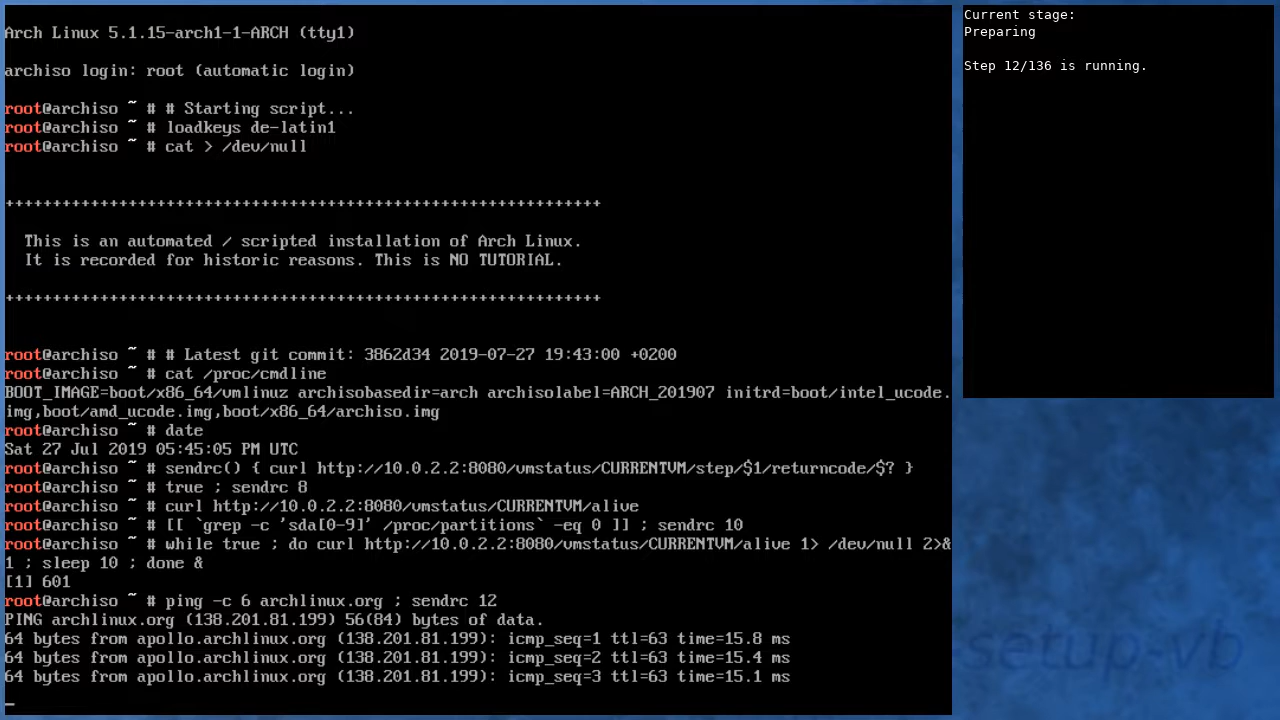 Arch Linux 5.1.15-arch1-1-ARCH (tty1)
archiso login: root (automatic login)
root@archiso ~ # # Starting script...
root@archiso ~ # loadkeys de-latin1
root@archiso ~ # cat > /dev/null
+++++++++++++++++++++++++++++++++++++++++++++++++++++++++++++++
This is an automated / scripted installation of Arch Linux.
It is recorded for historic reasons. This is NO TUTORIAL.
+++++++++++++++++++++++++++++++++++++++++++++++++++++++++++++++
root@archiso ~ # # Latest git commit: 3862d34 2019-07-27 19:43:00 +0200
root@archiso ~ # cat /proc/cmdline
BOOT_IMAGE=boot/x86_64/vmlinuz archisobasedir=arch archisolabel=ARCH_201907 initrd=boot/intel_ucode.
img,boot/amd_ucode.img,boot/x86_64/archiso.img
root@archiso ~ # date
Sat 27 Jul 2019 05:45:05 PM UTC
root@archiso ~ # sendrc() { curl http://10.0.2.2:8080/vmstatus/CURRENTVM/step/$1/returncode/$? }
root@archiso ~ # true ; sendrc 8
root@archiso ~ # curl http://10.0.2.2:8080/vmstatus/CURRENTVM/alive
root@archiso ~ # [[ `grep -c 'sda[0-9]' /proc/partitions` -eq 0 ]] ; sendrc 10
root@archiso ~ # while true ; do curl http://10.0.2.2:8080/vmstatus/CURRENTVM/alive 1> /dev/null 2>&
1 ; sleep 10 ; done &
[1] 601
root@archiso ~ # ping -c 6 archlinux.org ; sendrc 12
PING archlinux.org (138.201.81.199) 56(84) bytes of data.
64 bytes from apollo.archlinux.org (138.201.81.199): icmp_seq=1 ttl=63 time=15.8 ms
64 bytes from apollo.archlinux.org (138.201.81.199): icmp_seq=2 ttl=63 time=15.4 ms
64 bytes from apollo.archlinux.org (138.201.81.199): icmp_seq=3 ttl=63 time=15.1 ms
_
Current stage:
Preparing
Step 12/136 is running.
setup-vb